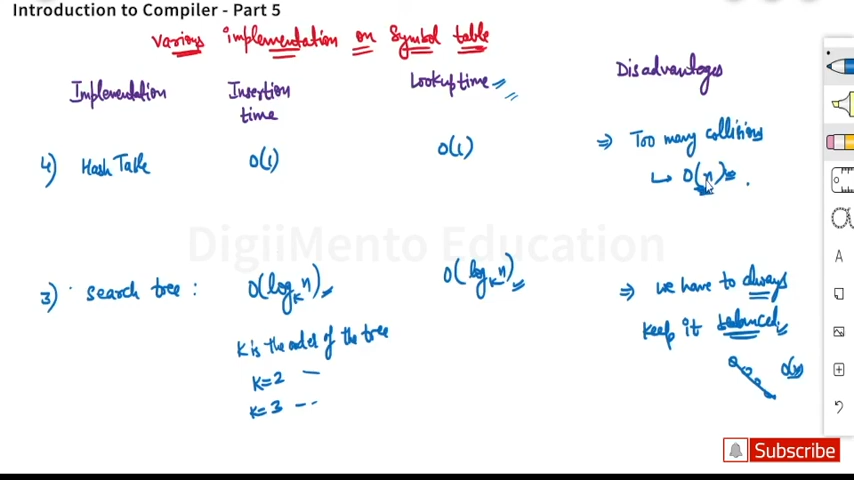 Introduction to Compiler - Part 5
Various implementation on Symbol table
Implementation Insertion time Lookup time Disadvantages
4) Hash Table O(1) O(1) ⇒ Too many collisions
↳ O(n)
DigiiMento Education
3) Search tree : O(log_K n) O(log_K n) ⇒ we have to always
keep it balanced
K is the order of the tree
K=2 —
K=3 --
O(n)
Subscribe